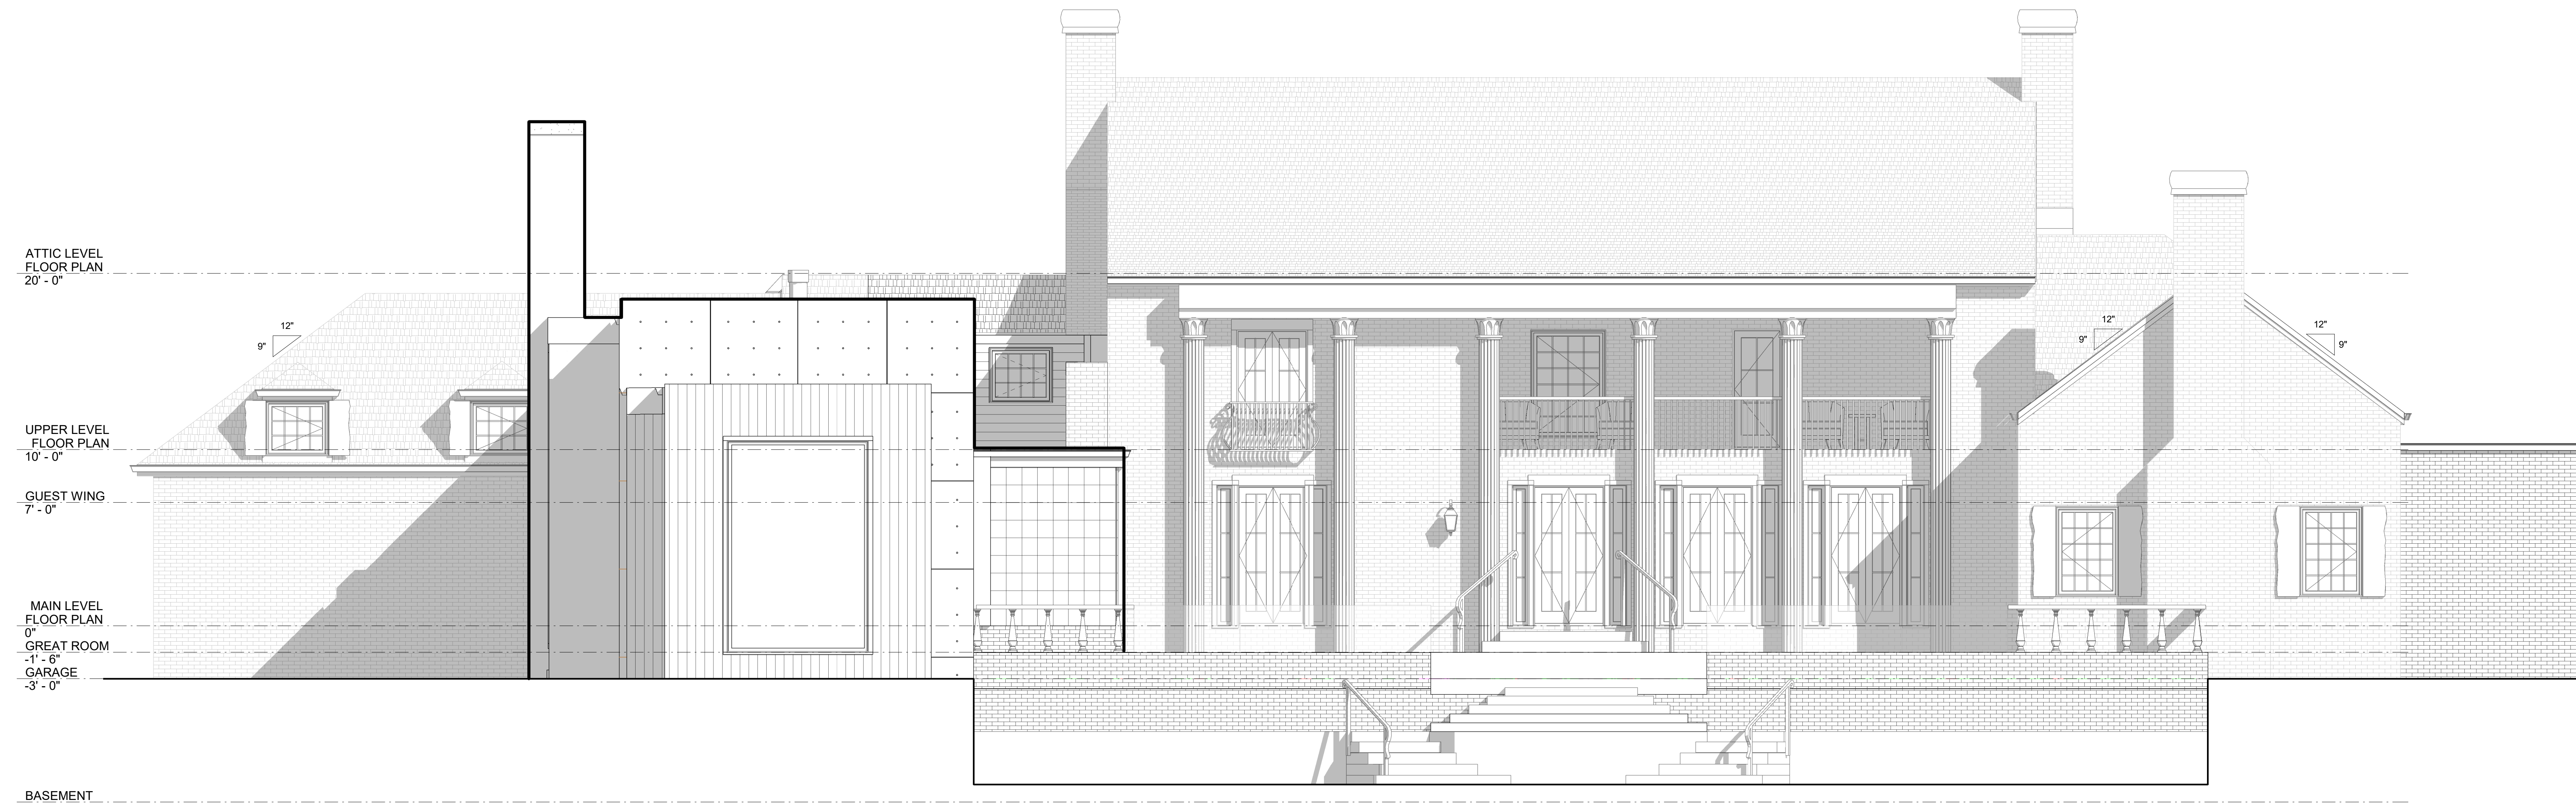 ATTIC LEVEL
FLOOR PLAN
20' - 0"
12"
9"
12"
9"
12"
9"
UPPER LEVEL
FLOOR PLAN
10' - 0"
GUEST WING
7' - 0"
MAIN LEVEL
FLOOR PLAN
0"
GREAT ROOM
-1' - 6"
GARAGE
-3' - 0"
BASEMENT